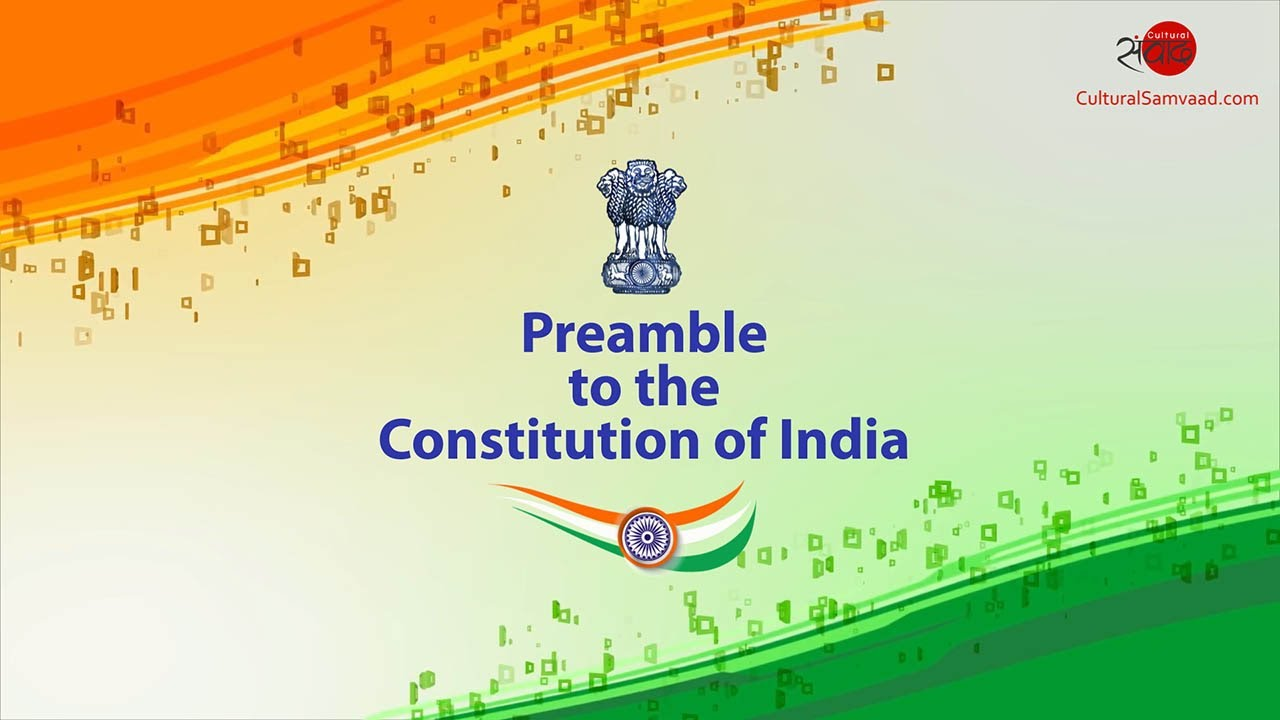 Cultural
संवाद
CulturalSamvaad.com
Preamble
to the
Constitution of India